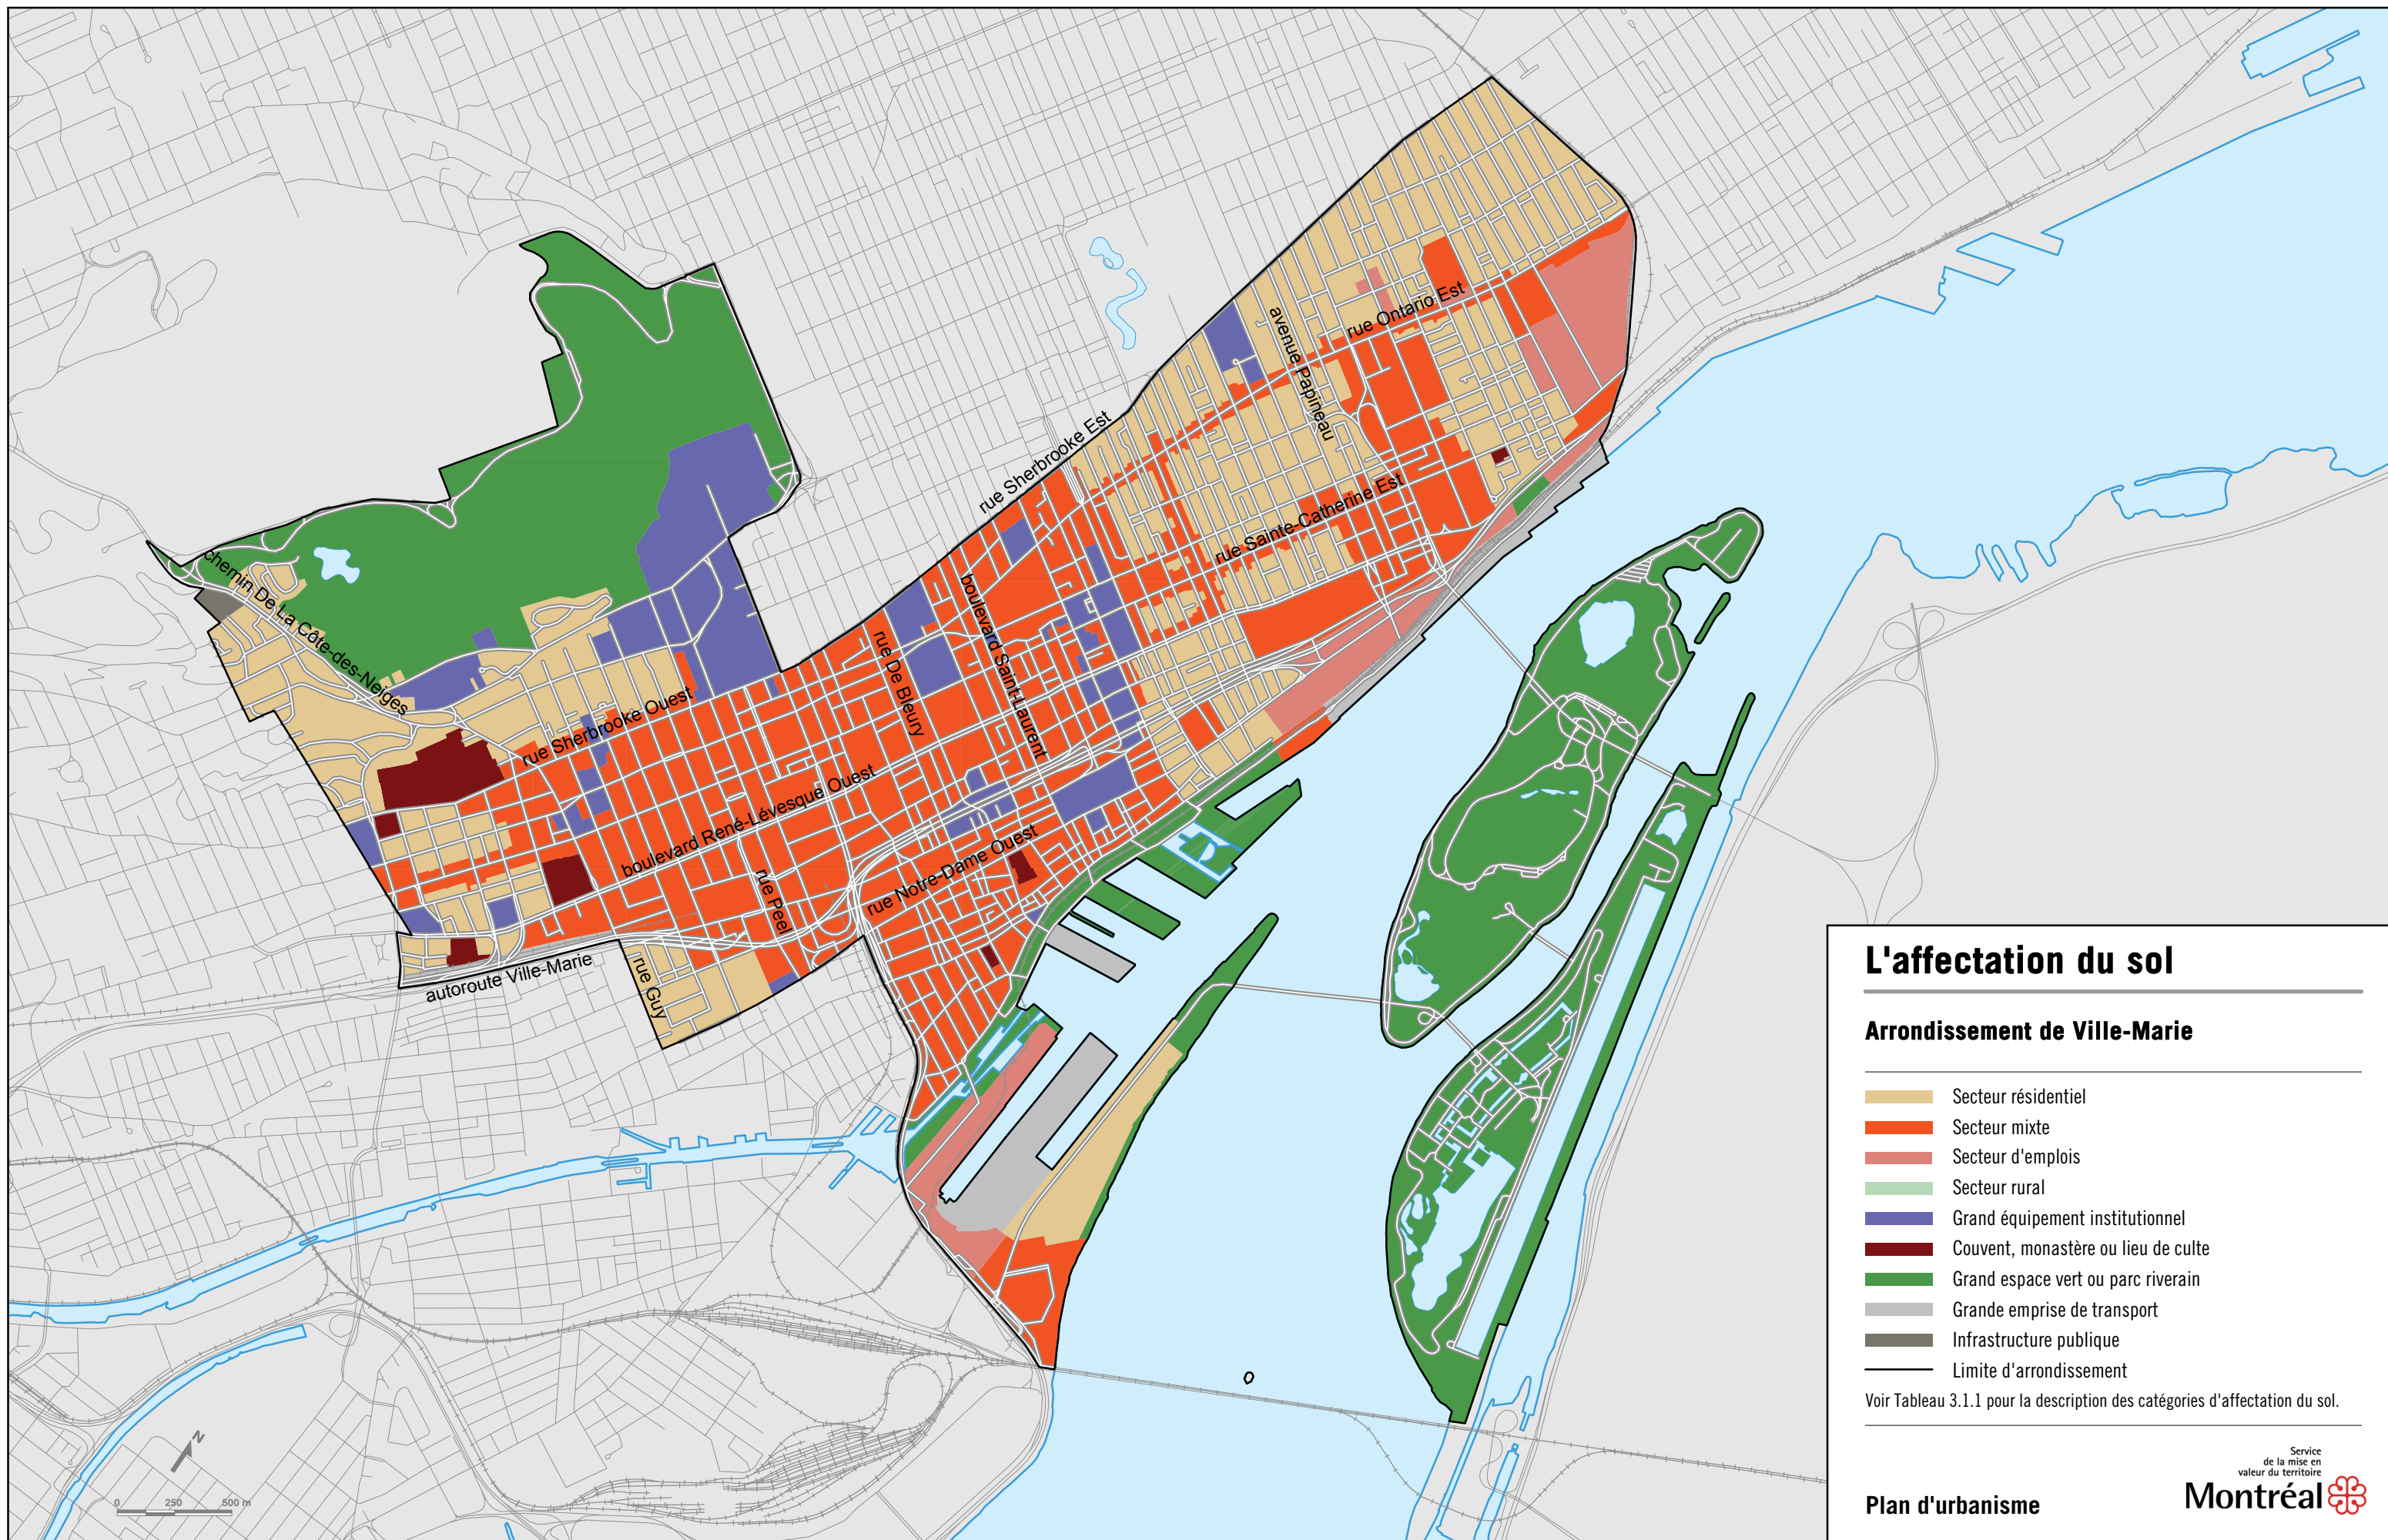 rue Sherbrooke Est
avenue Papineau
rue Ontario Est
rue Sainte-Catherine Est
chemin De La Côte-des-Neiges
rue Sherbrooke Ouest
rue De Bleury
boulevard Saint-Laurent
boulevard René-Lévesque Ouest
rue Notre-Dame Ouest
rue Peel
rue Guy
autoroute Ville-Marie
N
0 250 500 m
L'affectation du sol
Arrondissement de Ville-Marie
Secteur résidentiel
Secteur mixte
Secteur d'emplois
Secteur rural
Grand équipement institutionnel
Couvent, monastère ou lieu de culte
Grand espace vert ou parc riverain
Grande emprise de transport
Infrastructure publique
Limite d'arrondissement
Voir Tableau 3.1.1 pour la description des catégories d'affectation du sol.
Service
de la mise en
valeur du territoire
Plan d'urbanisme
Montréal